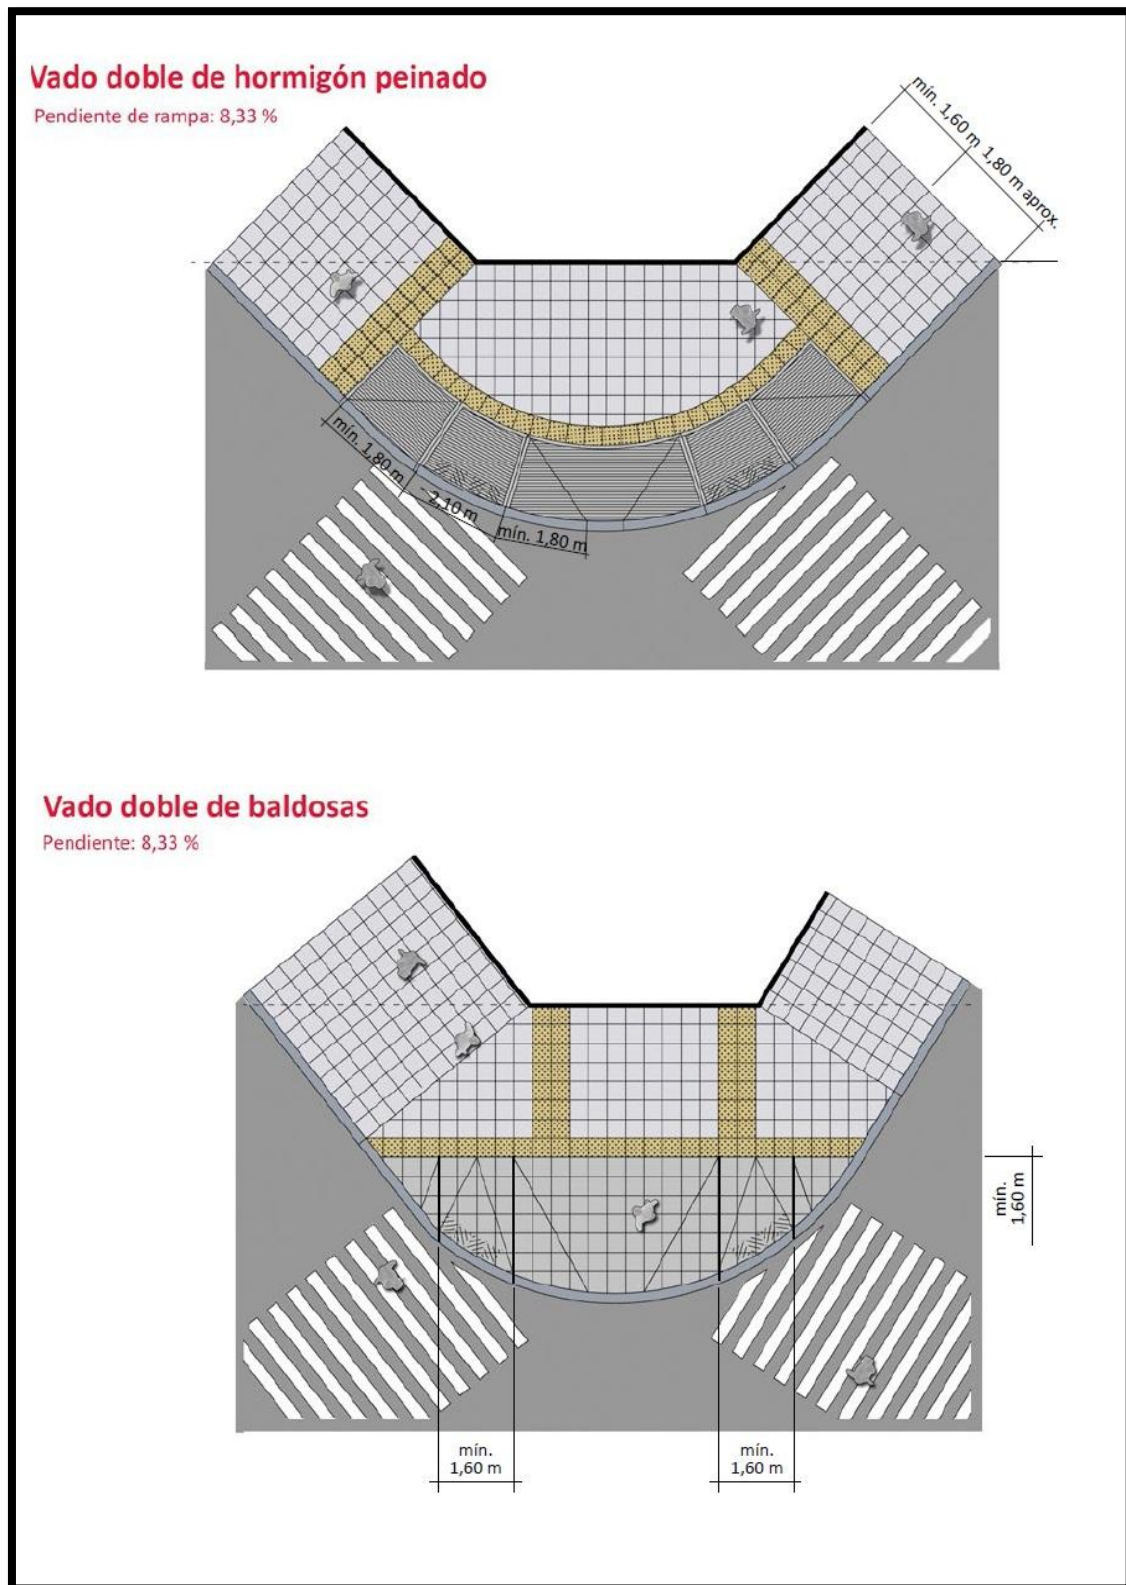 Vado doble de hormigón peinado
Pendiente de rampa: 8,33 %
mín. 1,60 m
1,80 m aprox.
mín. 1,80 m
2,10 m
mín. 1,80 m
Vado doble de baldosas
Pendiente: 8,33 %
mín.
1,60 m
mín.
1,60 m
mín.
1,60 m